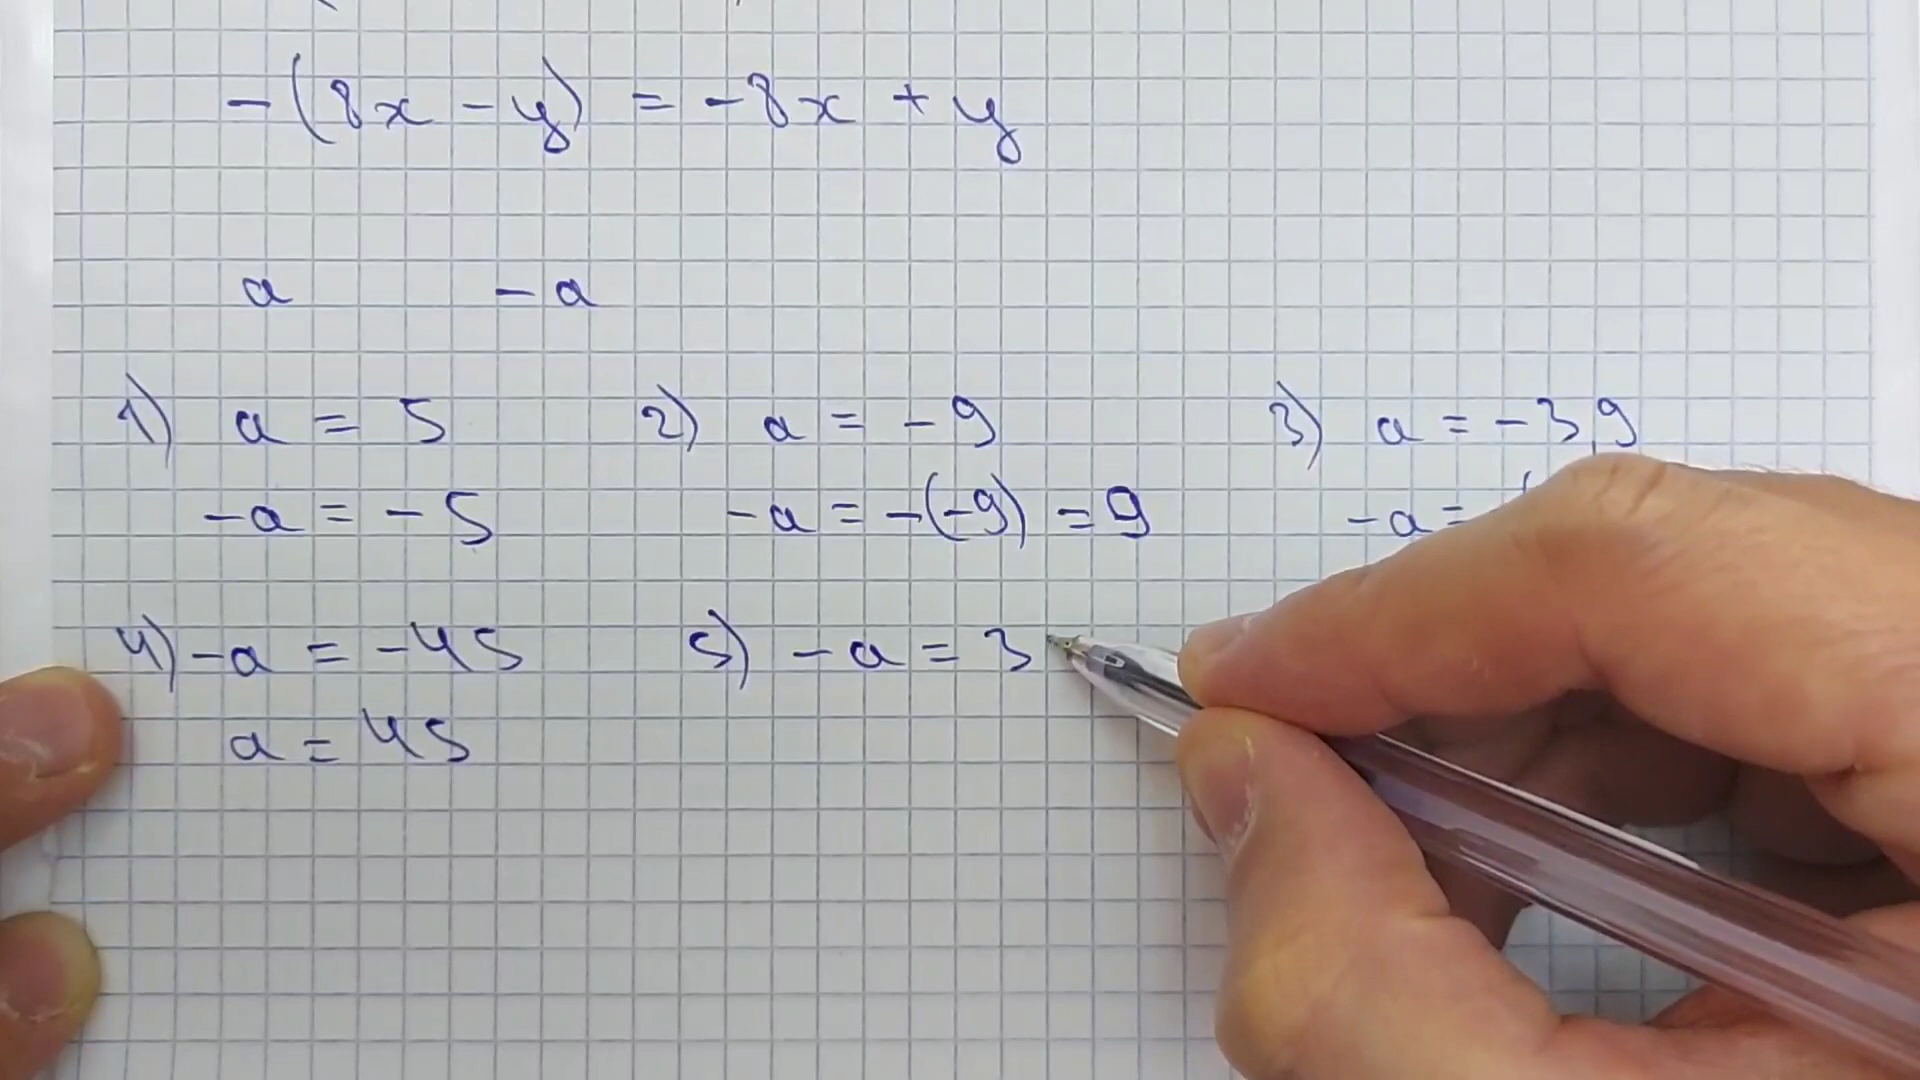 -(8x - y) = -8x + y
a -a
1) a = 5 2) a = -9 3) a = -3,9
-a = -5 -a = -(-9) = 9 -a =
4) -a = -45 5) -a = 3
a = 45